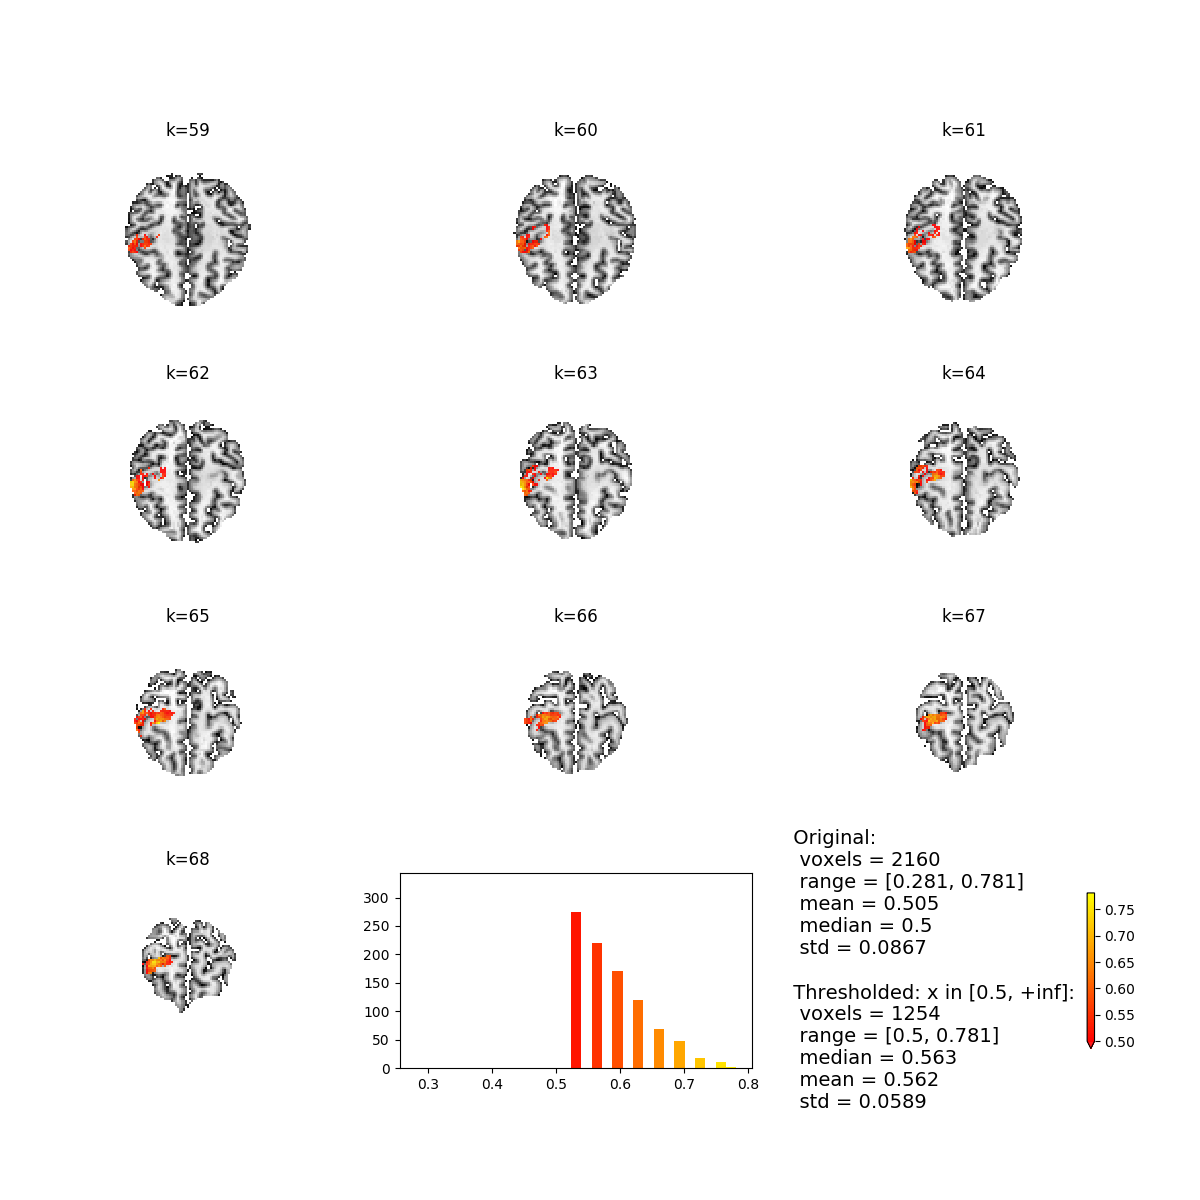 k=59
k=60
k=61
k=62
k=63
k=64
k=65
k=66
k=67
k=68
300
250
200
150
100
50
0
0.3 0.4 0.5 0.6 0.7 0.8
Original:
voxels = 2160
range = [0.281, 0.781]
mean = 0.505
median = 0.5
std = 0.0867
Thresholded: x in [0.5, +inf]:
voxels = 1254
range = [0.5, 0.781]
median = 0.563
mean = 0.562
std = 0.0589
0.75
0.70
0.65
0.60
0.55
0.50